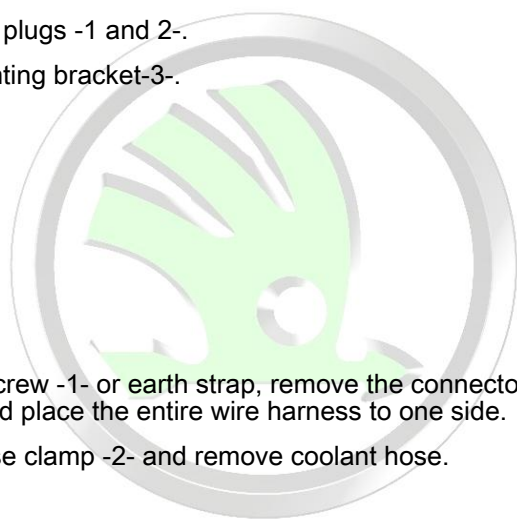 plugs -1 and 2-.
ting bracket-3-.
crew -1- or earth strap, remove the connecto
d place the entire wire harness to one side.
se clamp -2- and remove coolant hose.